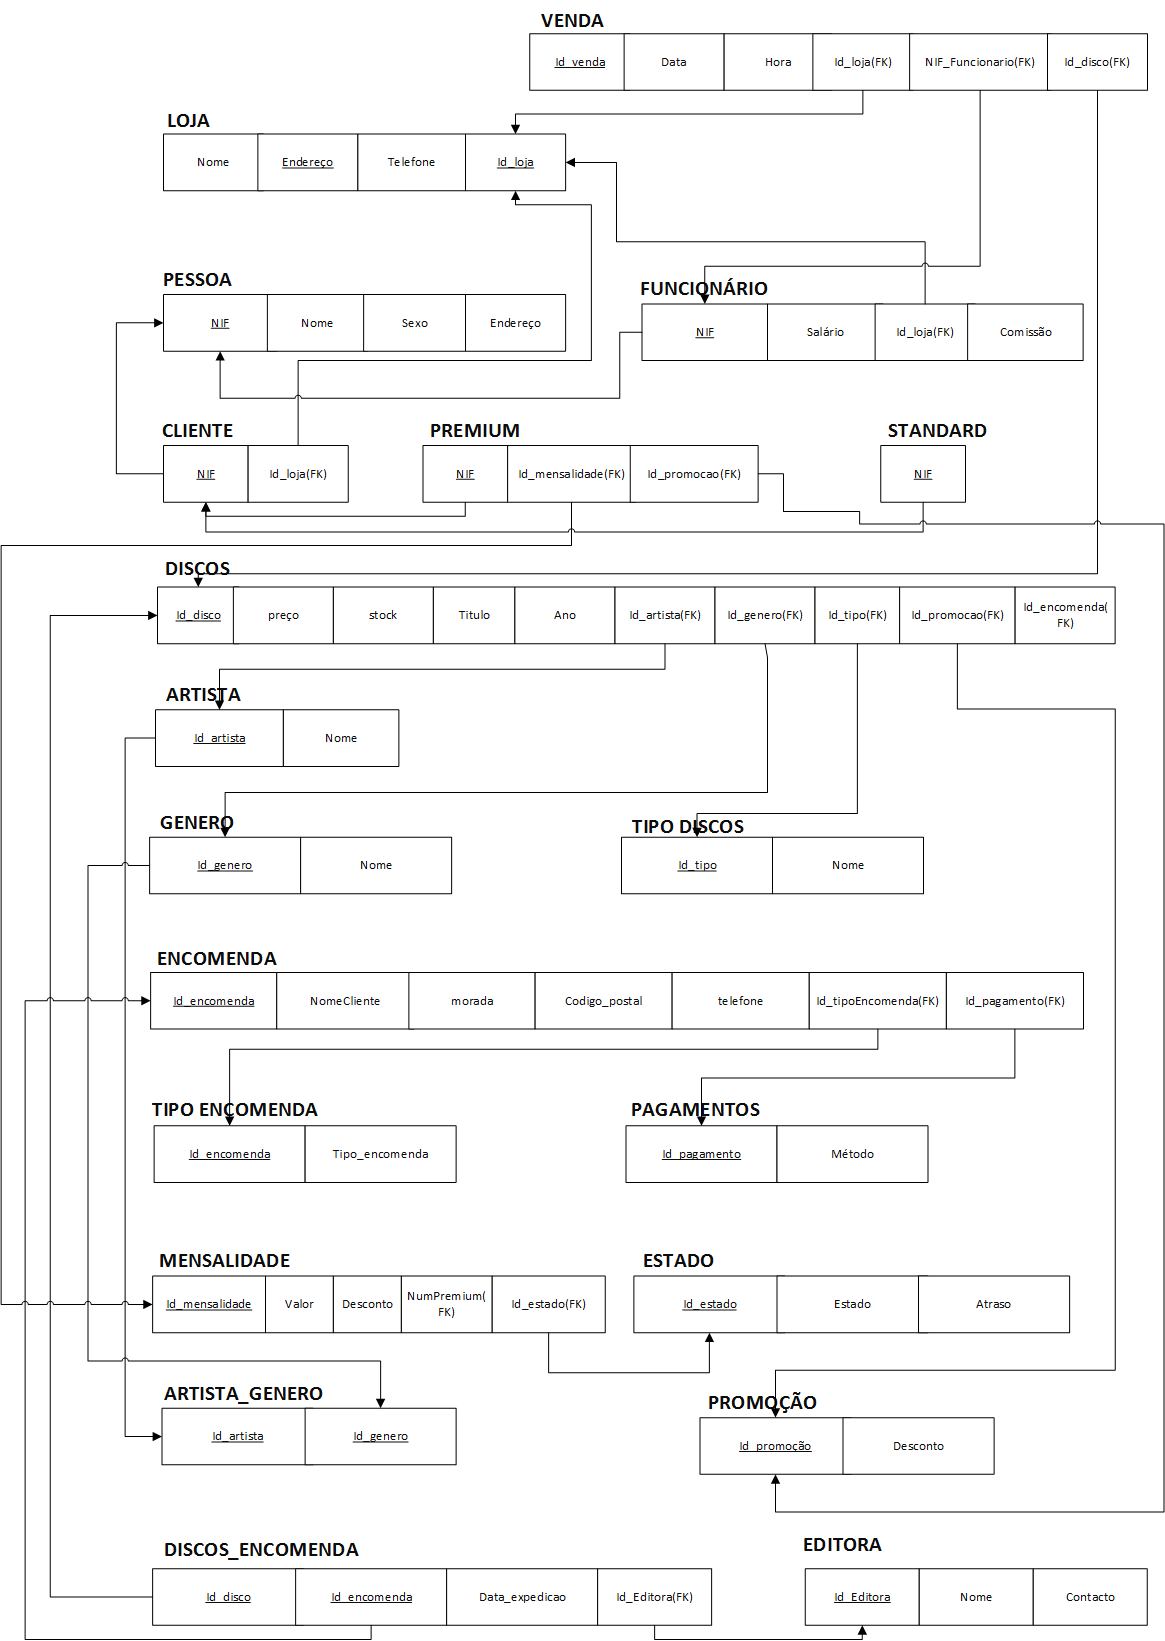 VENDA
Id_venda Data Hora Id_loja(FK) NIF_Funcionario(FK) Id_disco(FK)
LOJA
Nome Endereço Telefone Id_loja
PESSOA
NIF Nome Sexo Endereço
FUNCIONÁRIO
NIF Salário Id_loja(FK) Comissão
CLIENTE
NIF Id_loja(FK)
PREMIUM
NIF Id_mensalidade(FK) Id_promocao(FK)
STANDARD
NIF
DISCOS
Id_disco preço stock Titulo Ano Id_artista(FK) Id_genero(FK) Id_tipo(FK) Id_promocao(FK) Id_encomenda(
FK)
ARTISTA
Id_artista Nome
GENERO
Id_genero Nome
TIPO DISCOS
Id_tipo Nome
ENCOMENDA
Id_encomenda NomeCliente morada Codigo_postal telefone Id_tipoEncomenda(FK) Id_pagamento(FK)
TIPO ENCOMENDA
Id_encomenda Tipo_encomenda
PAGAMENTOS
Id_pagamento Método
MENSALIDADE
Id_mensalidade Valor Desconto NumPremium(
FK) Id_estado(FK)
ESTADO
Id_estado Estado Atraso
ARTISTA_GENERO
Id_artista Id_genero
PROMOÇÃO
Id_promoção Desconto
DISCOS_ENCOMENDA
Id_disco Id_encomenda Data_expedicao Id_Editora(FK)
EDITORA
Id_Editora Nome Contacto